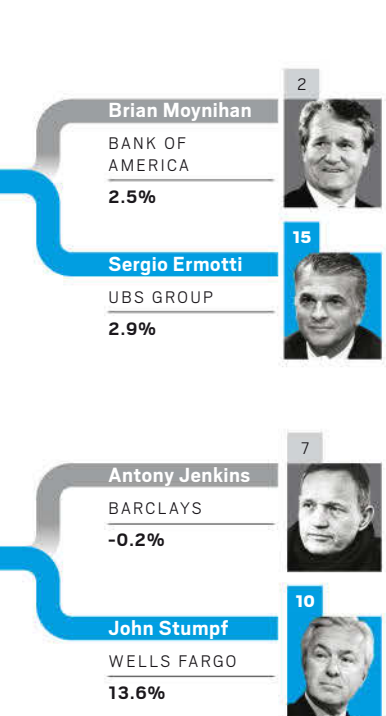 2
Brian Moynihan
BANK OF
AMERICA
2.5%
15
Sergio Ermotti
UBS GROUP
2.9%
7
Antony Jenkins
BARCLAYS
-0.2%
10
John Stumpf
WELLS FARGO
13.6%